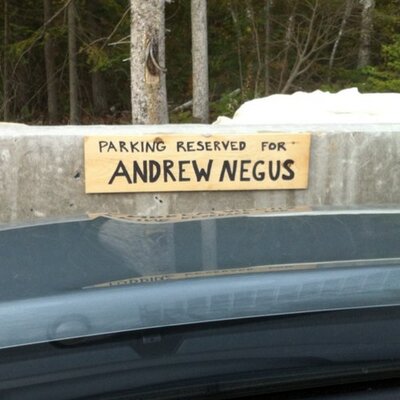 PARKING RESERVED FOR
ANDREW NEGUS